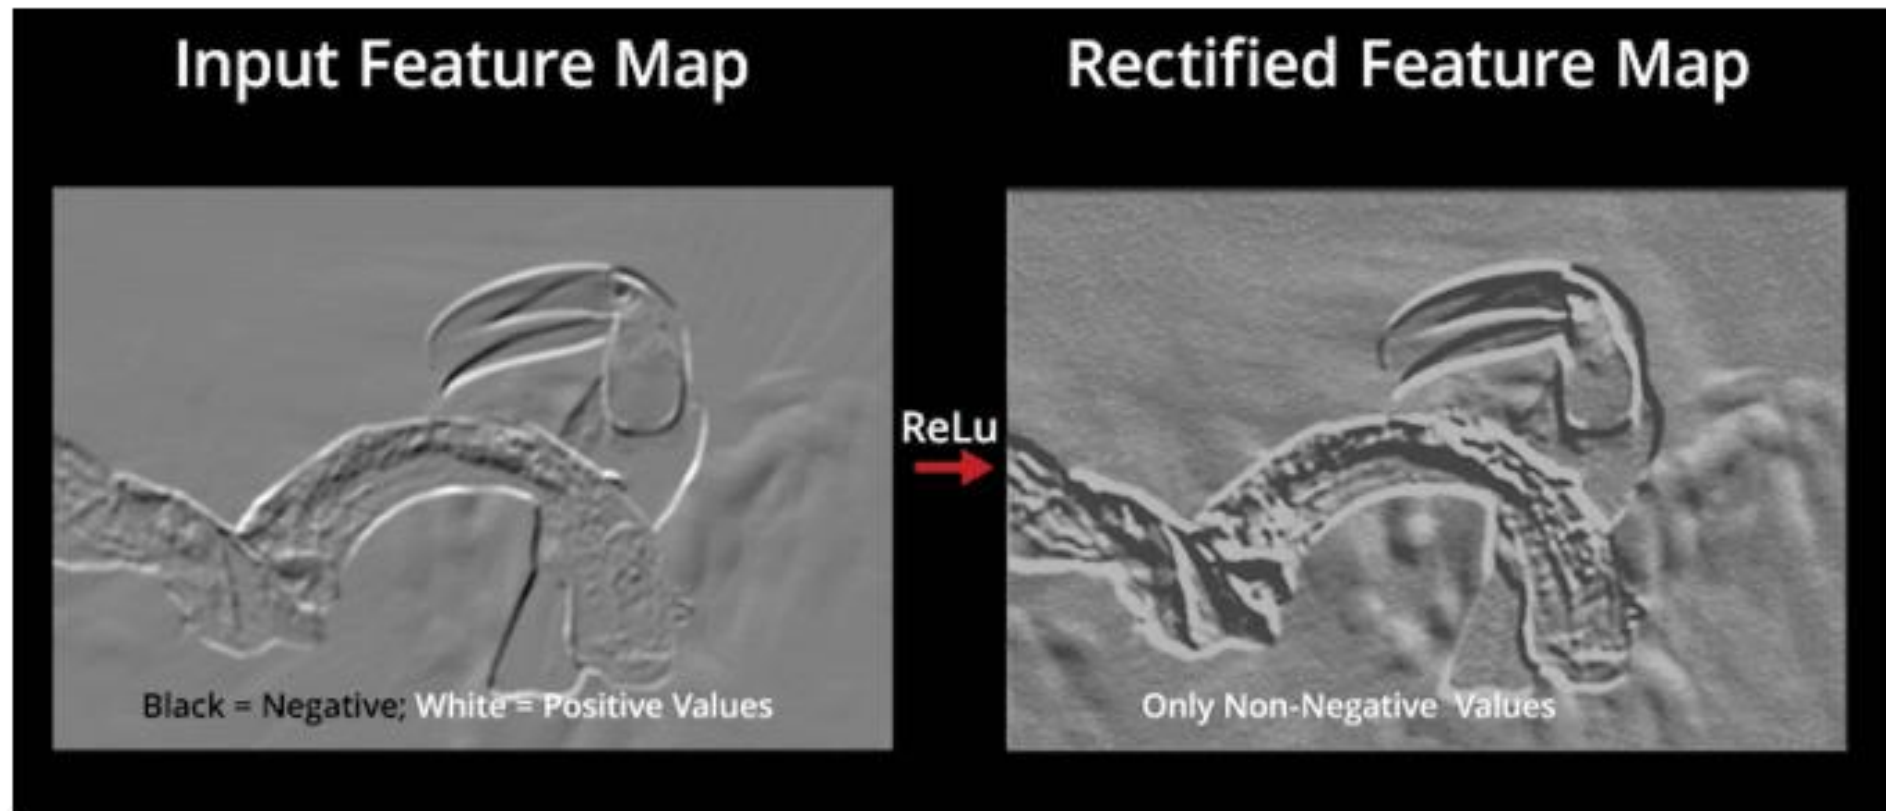 Input Feature Map
Rectified Feature Map
ReLu
Black = Negative; White = Positive Values
Only Non-Negative Values